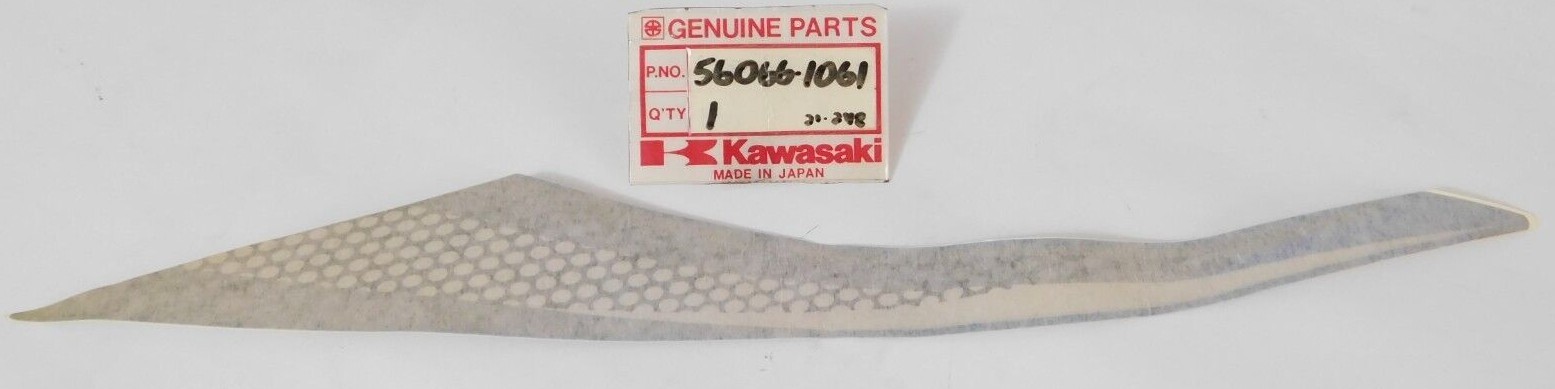 GENUINE PARTS
P.NO. 56066-1061
Q'TY 1
Kawasaki
MADE IN JAPAN